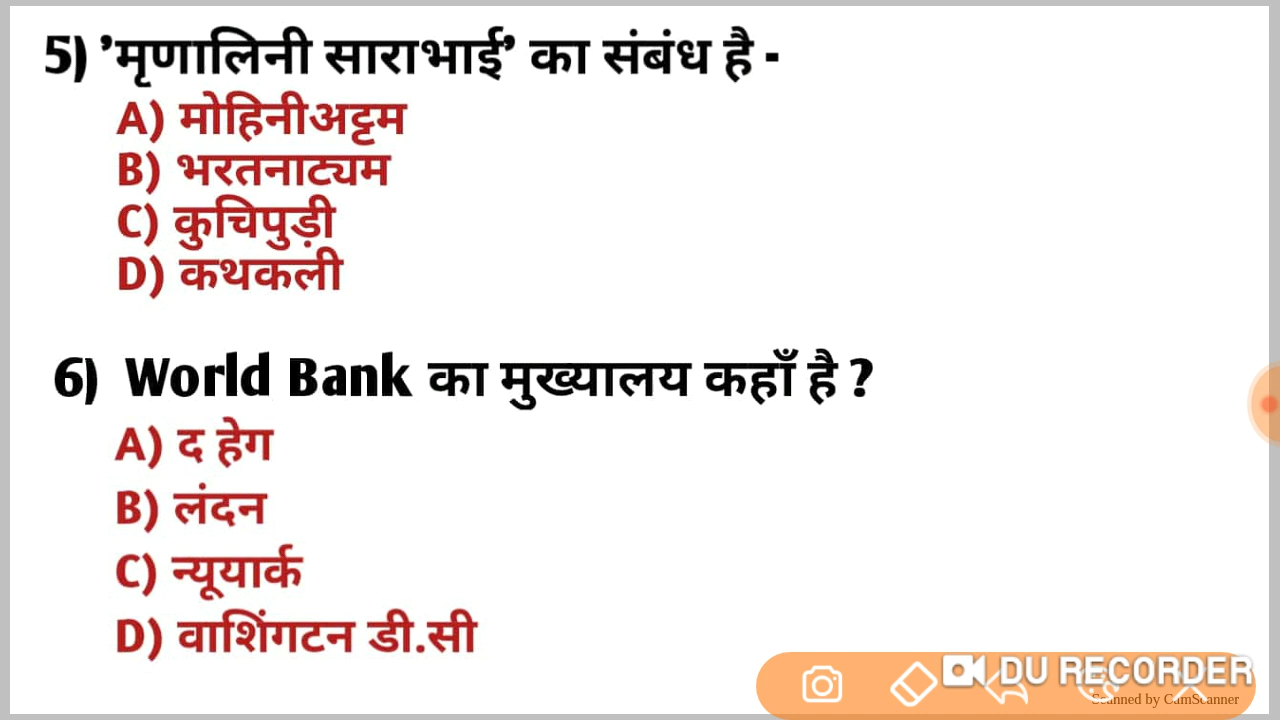 5) ’मृणालिनी साराभाई’ का संबंध है -
A) मोहिनीअट्टम
B) भरतनाट्यम
C) कुचिपुड़ी
D) कथकली
6) World Bank का मुख्यालय कहाँ है ?
A) द हेग
B) लंदन
C) न्यूयार्क
D) वाशिंगटन डी.सी
DU RECORDER
Scanned by CamScanner